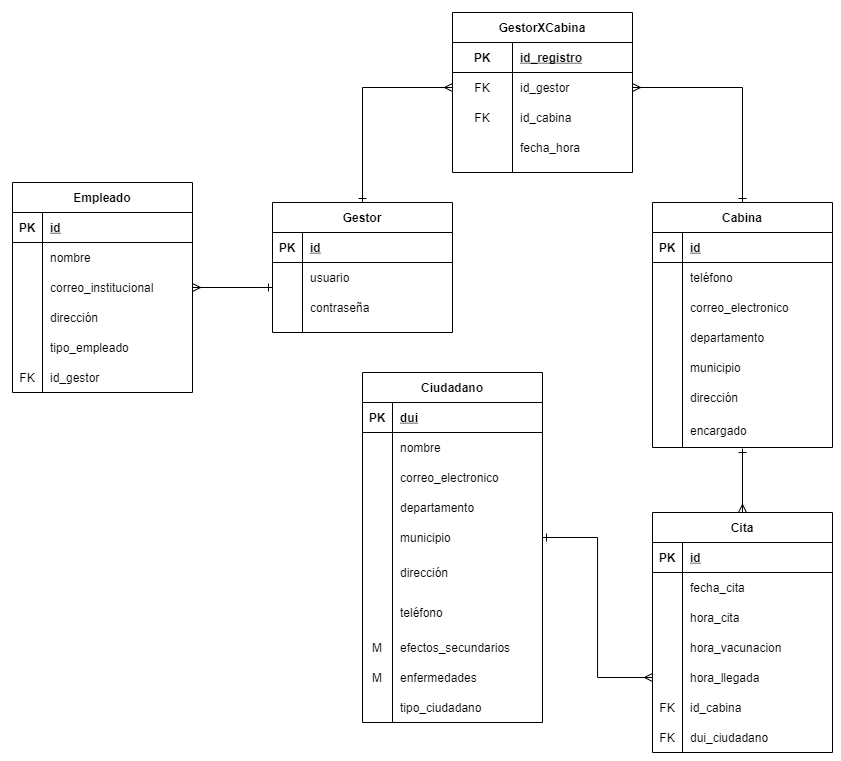 GestorXCabina
PK id_registro
FK id_gestor
FK id_cabina
fecha_hora
Empleado
PK id
nombre
correo_institucional
dirección
tipo_empleado
FK id_gestor
Gestor
PK id
usuario
contraseña
Cabina
PK id
teléfono
correo_electronico
departamento
municipio
dirección
encargado
Ciudadano
PK dui
nombre
correo_electronico
departamento
municipio
dirección
teléfono
M efectos_secundarios
M enfermedades
tipo_ciudadano
Cita
PK id
fecha_cita
hora_cita
hora_vacunacion
hora_llegada
FK id_cabina
FK dui_ciudadano